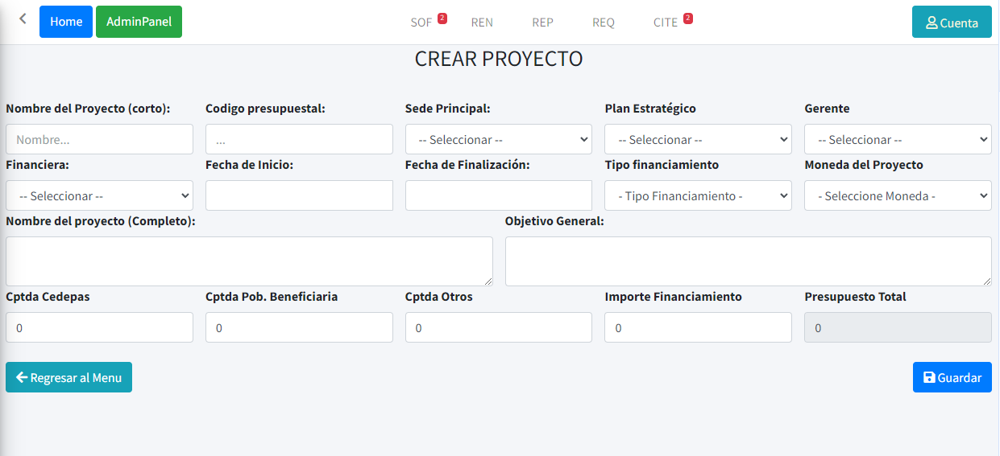 Home AdminPanel SOF 2 REN REP REQ CITE 2 Cuenta
CREAR PROYECTO
Nombre del Proyecto (corto): Codigo presupuestal: Sede Principal: Plan Estratégico Gerente
Nombre... ... -- Seleccionar -- -- Seleccionar -- -- Seleccionar --
Financiera: Fecha de Inicio: Fecha de Finalización: Tipo financiamiento Moneda del Proyecto
-- Seleccionar -- - Tipo Financiamiento - - Seleccione Moneda -
Nombre del proyecto (Completo): Objetivo General:
Cptda Cedepas Cptda Pob. Beneficiaria Cptda Otros Importe Financiamiento Presupuesto Total
0 0 0 0 0
Regresar al Menu Guardar